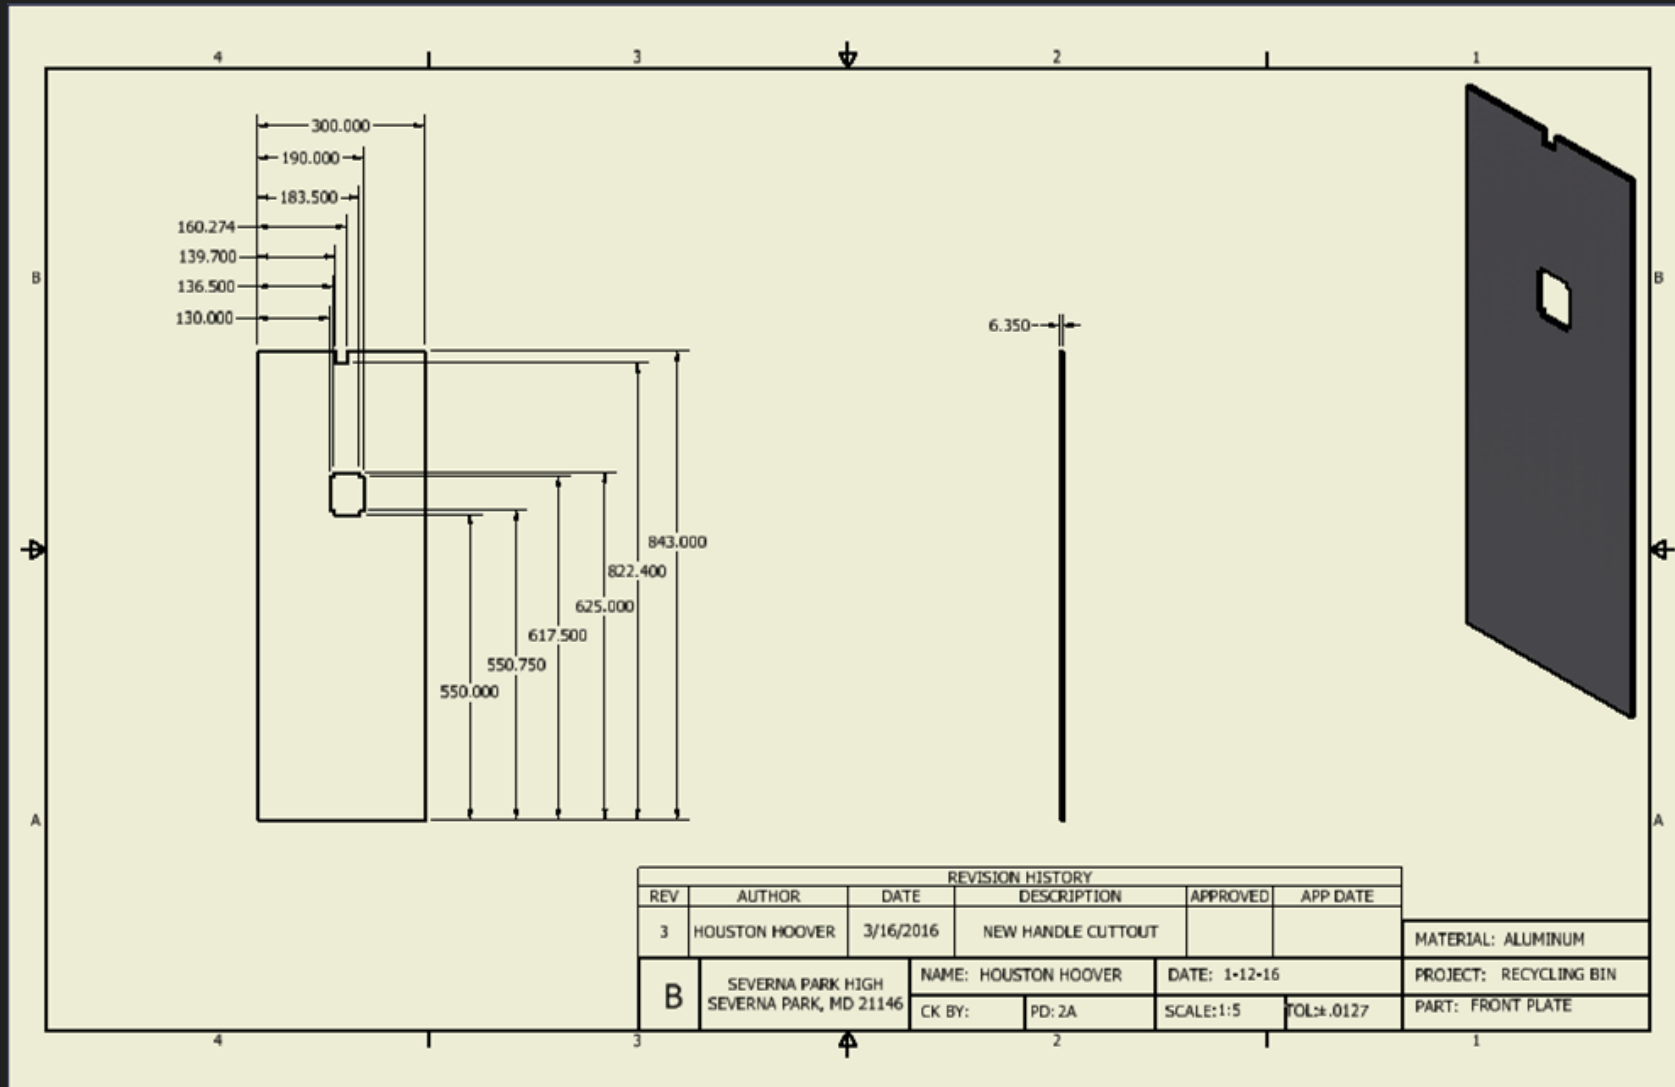 4 3 2 1
300.000
190.000
183.500
160.274
139.700
B B
136.500
130.000
6.350
843.000
822.400
625.000
617.500
550.750
550.000
A A
REVISION HISTORY
REV AUTHOR DATE DESCRIPTION APPROVED APP DATE
3 HOUSTON HOOVER 3/16/2016 NEW HANDLE CUTTOUT
MATERIAL: ALUMINUM
B
SEVERNA PARK HIGH
SEVERNA PARK, MD 21146
NAME: HOUSTON HOOVER DATE: 1-12-16
PROJECT: RECYCLING BIN
CK BY: PD: 2A SCALE:1:5 TOL:±.0127
PART: FRONT PLATE
4 3 2 1